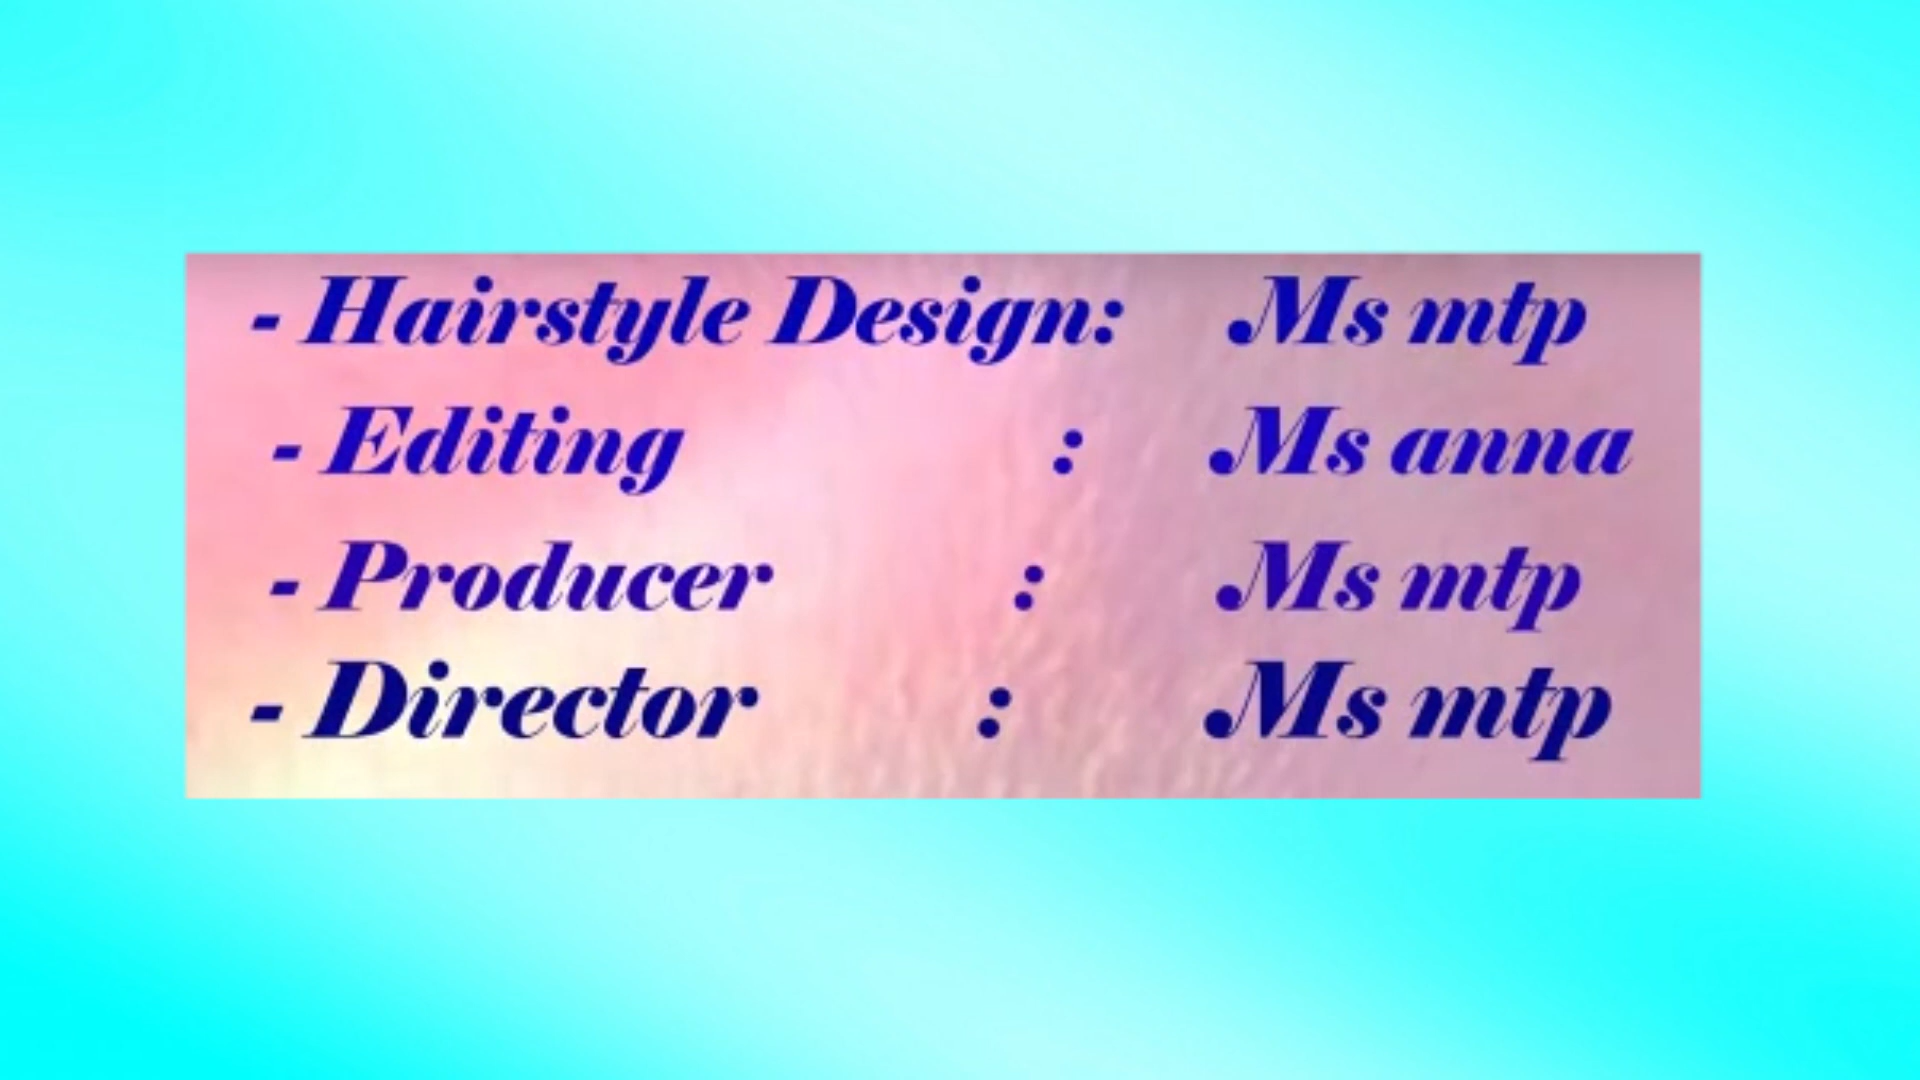 - Hairstyle Design: Ms mtp
- Editing : Ms anna
- Producer : Ms mtp
- Director : Ms mtp